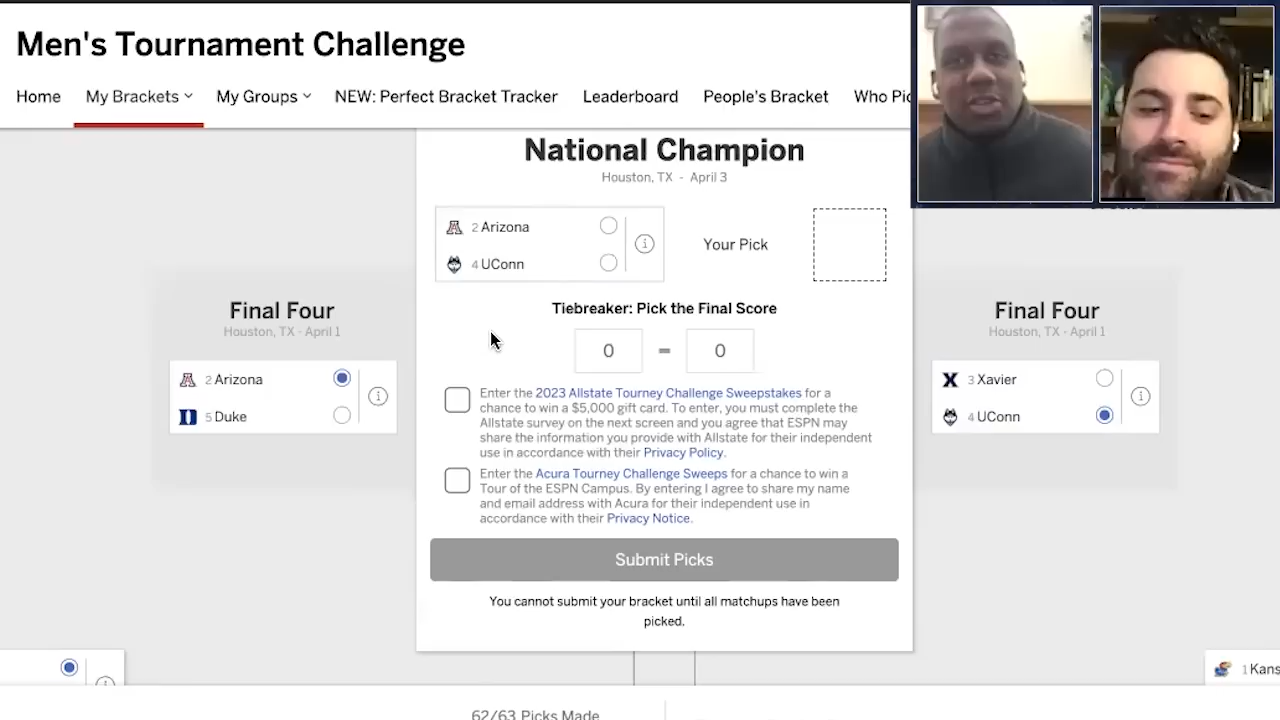 Men's Tournament Challenge
Home
My Brackets
My Groups
NEW: Perfect Bracket Tracker
Leaderboard
People's Bracket
Who Pic
National Champion
Houston, TX - April 3
2 Arizona
4 UConn
Your Pick
Tiebreaker: Pick the Final Score
0 - 0
Enter the 2023 Allstate Tourney Challenge Sweepstakes for a
chance to win a $5,000 gift card. To enter, you must complete the
Allstate survey on the next screen and you agree that ESPN may
share the information you provide with Allstate for their independent
use in accordance with their Privacy Policy.
Enter the Acura Tourney Challenge Sweeps for a chance to win a
Tour of the ESPN Campus. By entering I agree to share my name
and email address with Acura for their independent use in
accordance with their Privacy Notice.
Submit Picks
You cannot submit your bracket until all matchups have been
picked.
Final Four
Houston, TX - April 1
2 Arizona
5 Duke
Final Four
Houston, TX - April 1
3 Xavier
4 UConn
1 Kans
62/63 Picks Made